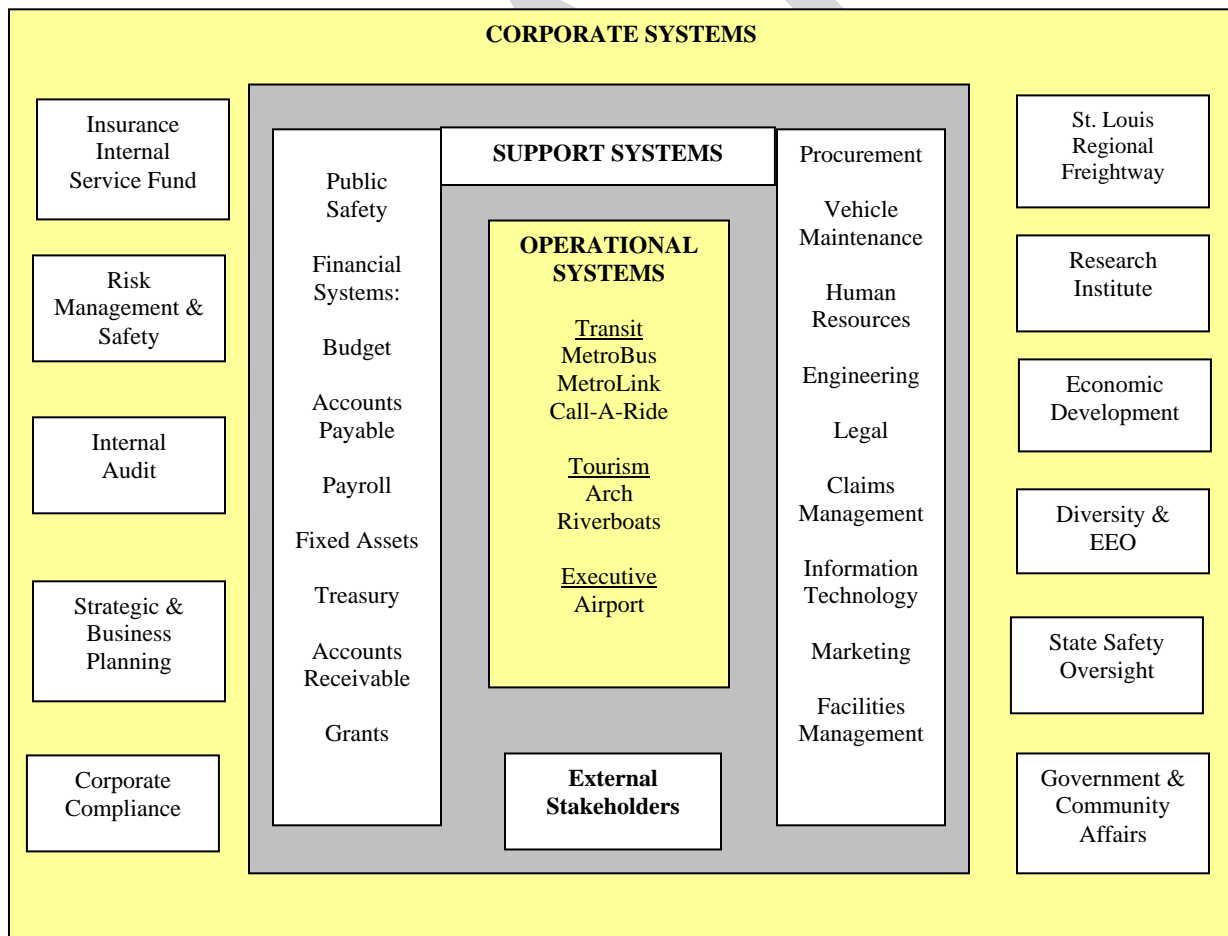 CORPORATE SYSTEMS
Insurance
Internal
Service Fund
Risk
Management &
Safety
Internal
Audit
Strategic &
Business
Planning
Corporate
Compliance
SUPPORT SYSTEMS
Public
Safety
Financial
Systems:
Budget
Accounts
Payable
Payroll
Fixed Assets
Treasury
Accounts
Receivable
Grants
OPERATIONAL
SYSTEMS
Transit
MetroBus
MetroLink
Call-A-Ride
Tourism
Arch
Riverboats
Executive
Airport
External
Stakeholders
Procurement
Vehicle
Maintenance
Human
Resources
Engineering
Legal
Claims
Management
Information
Technology
Marketing
Facilities
Management
St. Louis
Regional
Freightway
Research
Institute
Economic
Development
Diversity &
EEO
State Safety
Oversight
Government &
Community
Affairs